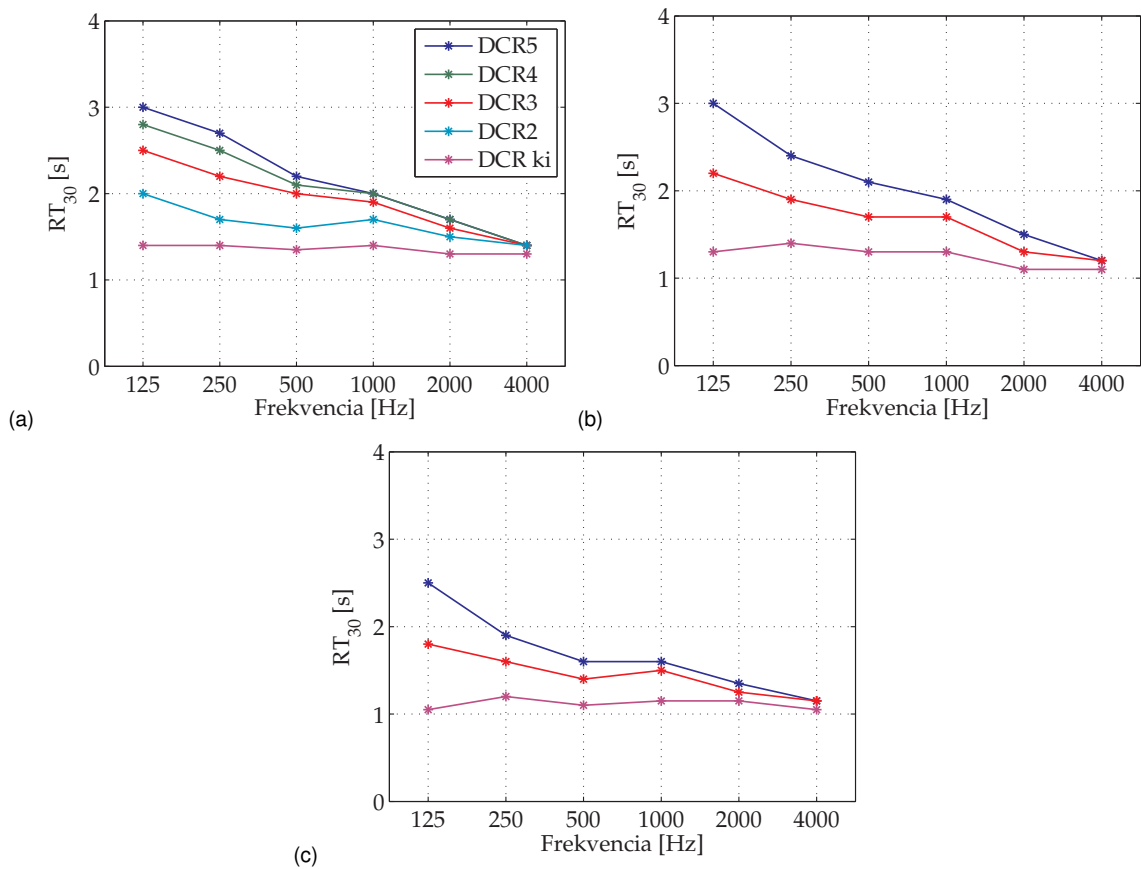 4
3
2
1
0
RT30 [s]
125 250 500 1000 2000 4000
Frekvencia [Hz]
DCR5
DCR4
DCR3
DCR2
DCR ki
(a)
4
3
2
1
0
RT30 [s]
125 250 500 1000 2000 4000
Frekvencia [Hz]
(b)
4
3
2
1
0
RT30 [s]
125 250 500 1000 2000 4000
Frekvencia [Hz]
(c)